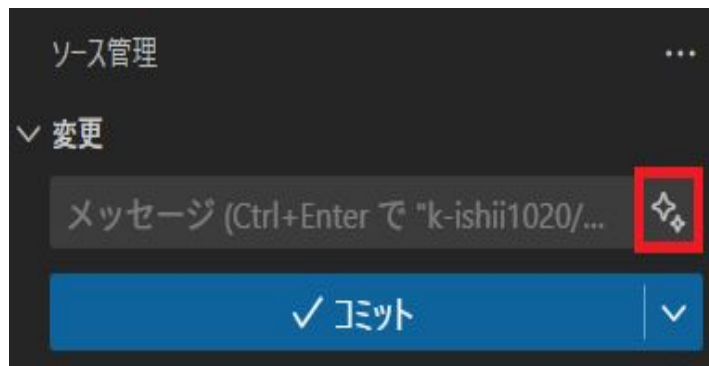 ソース管理
変更
メッセージ (Ctrl+Enter で "k-ishii1020/...
コミット